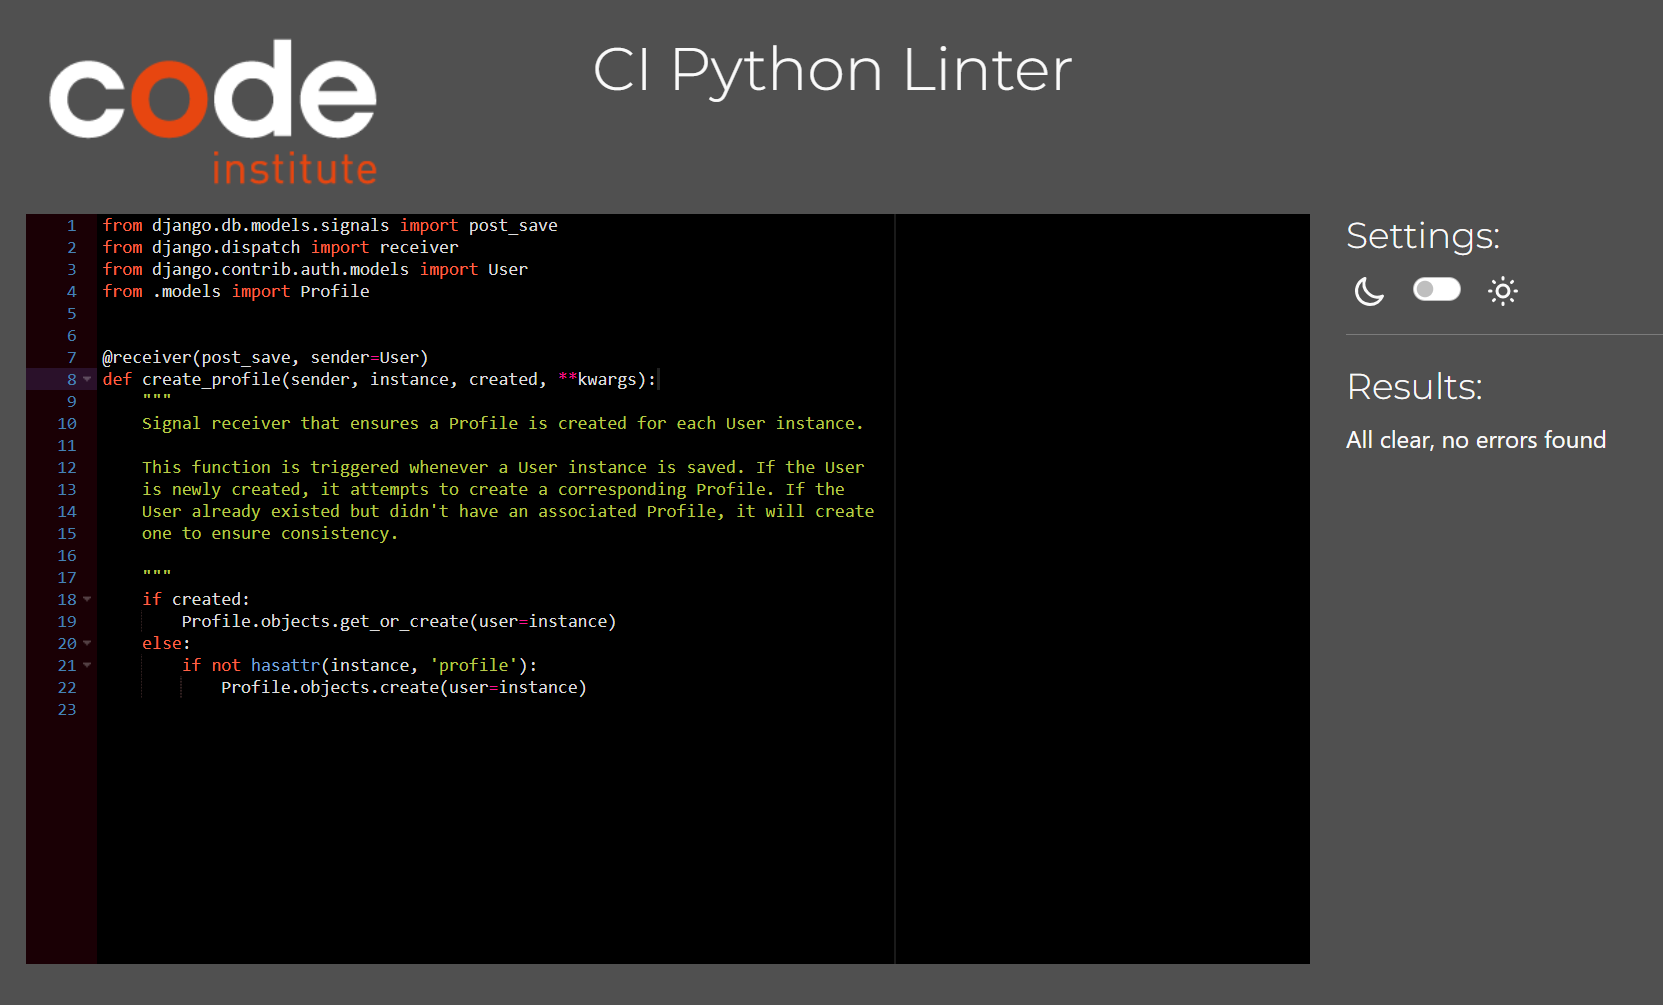 code
institute
CI Python Linter
1 from django.db.models.signals import post_save
2 from django.dispatch import receiver
3 from django.contrib.auth.models import User
4 from .models import Profile
5
6
7 @receiver(post_save, sender=User)
8 def create_profile(sender, instance, created, **kwargs):
9     """
10     Signal receiver that ensures a Profile is created for each User instance.
11
12     This function is triggered whenever a User instance is saved. If the User
13     is newly created, it attempts to create a corresponding Profile. If the
14     User already existed but didn't have an associated Profile, it will create
15     one to ensure consistency.
16
17     """
18     if created:
19         Profile.objects.get_or_create(user=instance)
20     else:
21         if not hasattr(instance, 'profile'):
22             Profile.objects.create(user=instance)
23
Settings:
Results:
All clear, no errors found